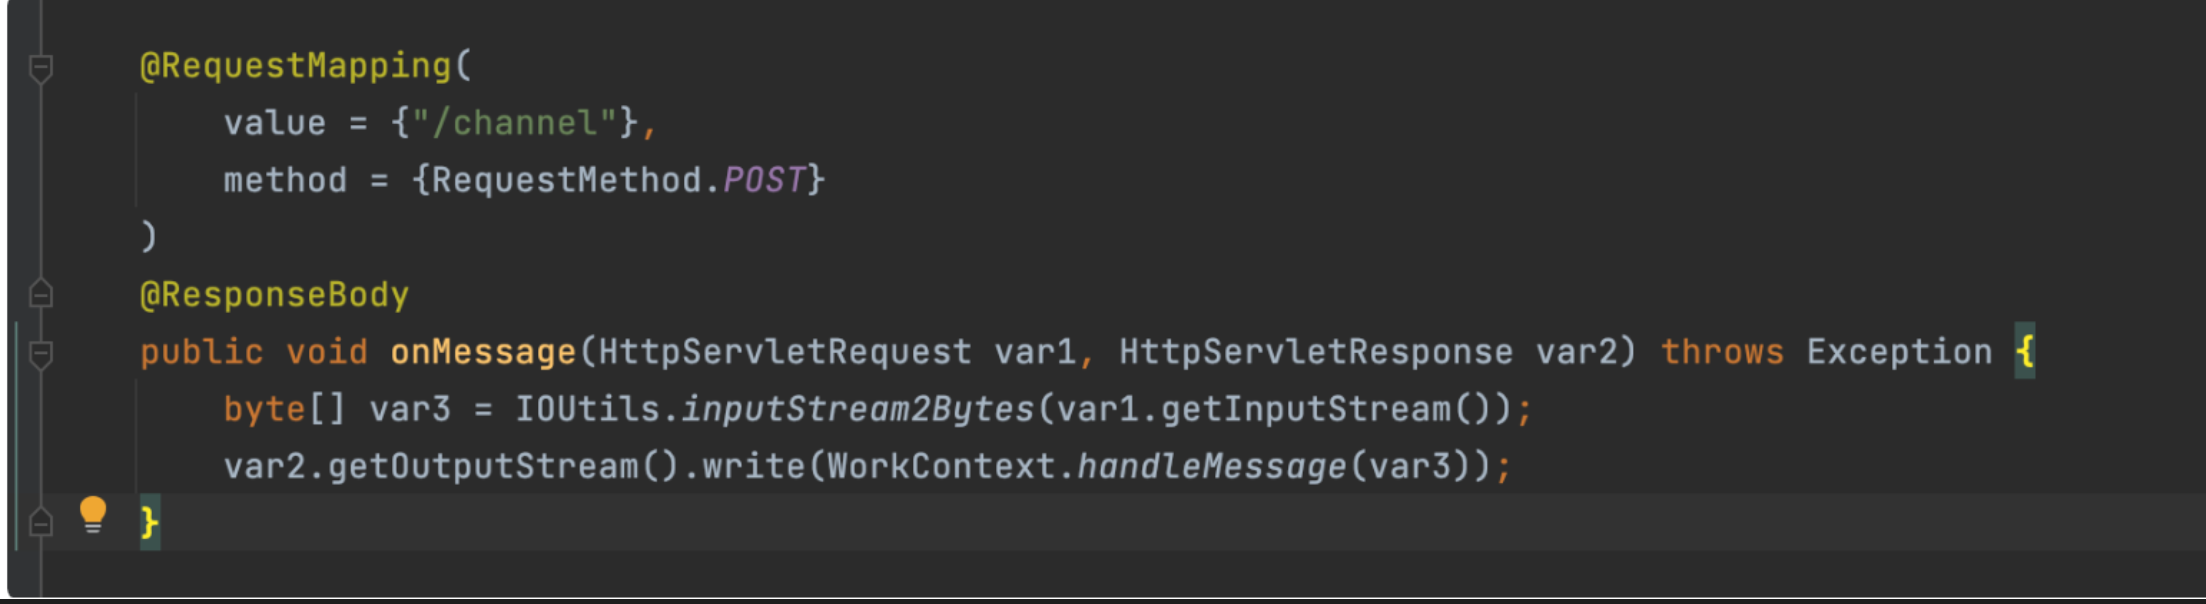 @RequestMapping(
value = {"/channel"},
method = {RequestMethod.POST}
)
@ResponseBody
public void onMessage(HttpServletRequest var1, HttpServletResponse var2) throws Exception {
byte[] var3 = IOUtils.inputStream2Bytes(var1.getInputStream());
var2.getOutputStream().write(WorkContext.handleMessage(var3));
}